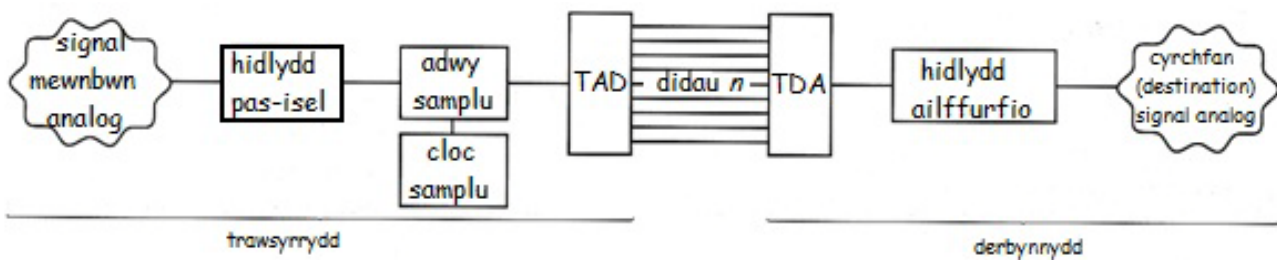 signal
mewnbwn
analog
hidlydd
pas-isel
adwy
samplu
cloc
samplu
TAD
didau n
TDA
hidlydd
ailffurfio
cyrchfan
(destination)
signal analog
trawsyrrydd
derbynnydd